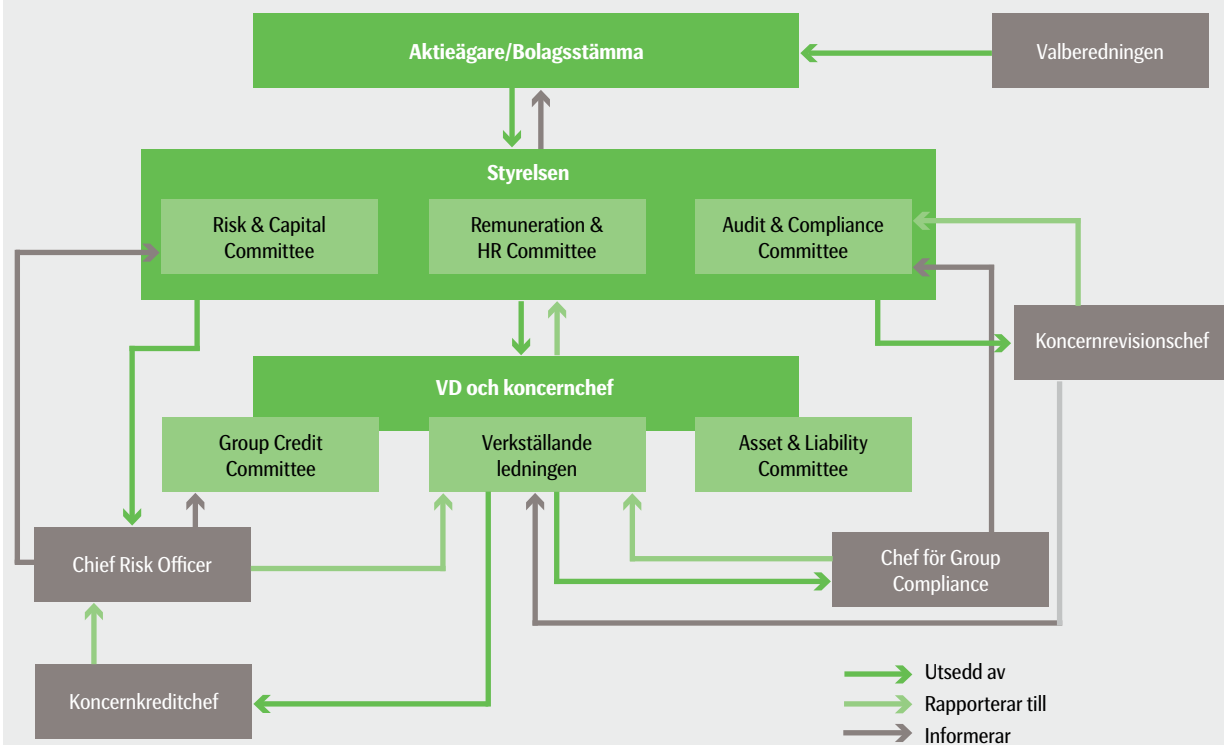 Aktieägare/Bolagsstämma
Valberedningen
Styrelsen
Risk & Capital
Committee
Remuneration &
HR Committee
Audit & Compliance
Committee
Koncernrevisionschef
VD och koncernchef
Group Credit
Committee
Verkställande
ledningen
Asset & Liability
Committee
Chief Risk Officer
Chef för Group
Compliance
Koncernkreditchef
Utsedd av
Rapporterar till
Informerar